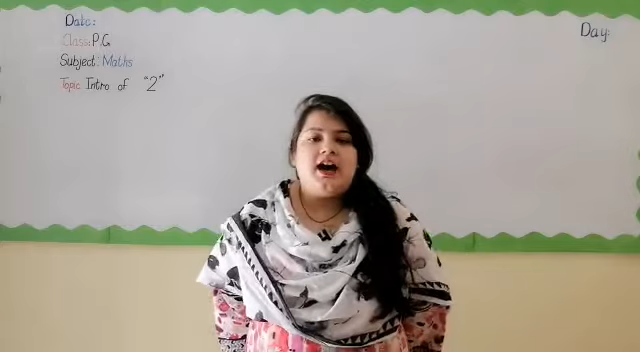 Date:
Class: P.G
Subject: Maths
Topic Intro of "2"
Day: